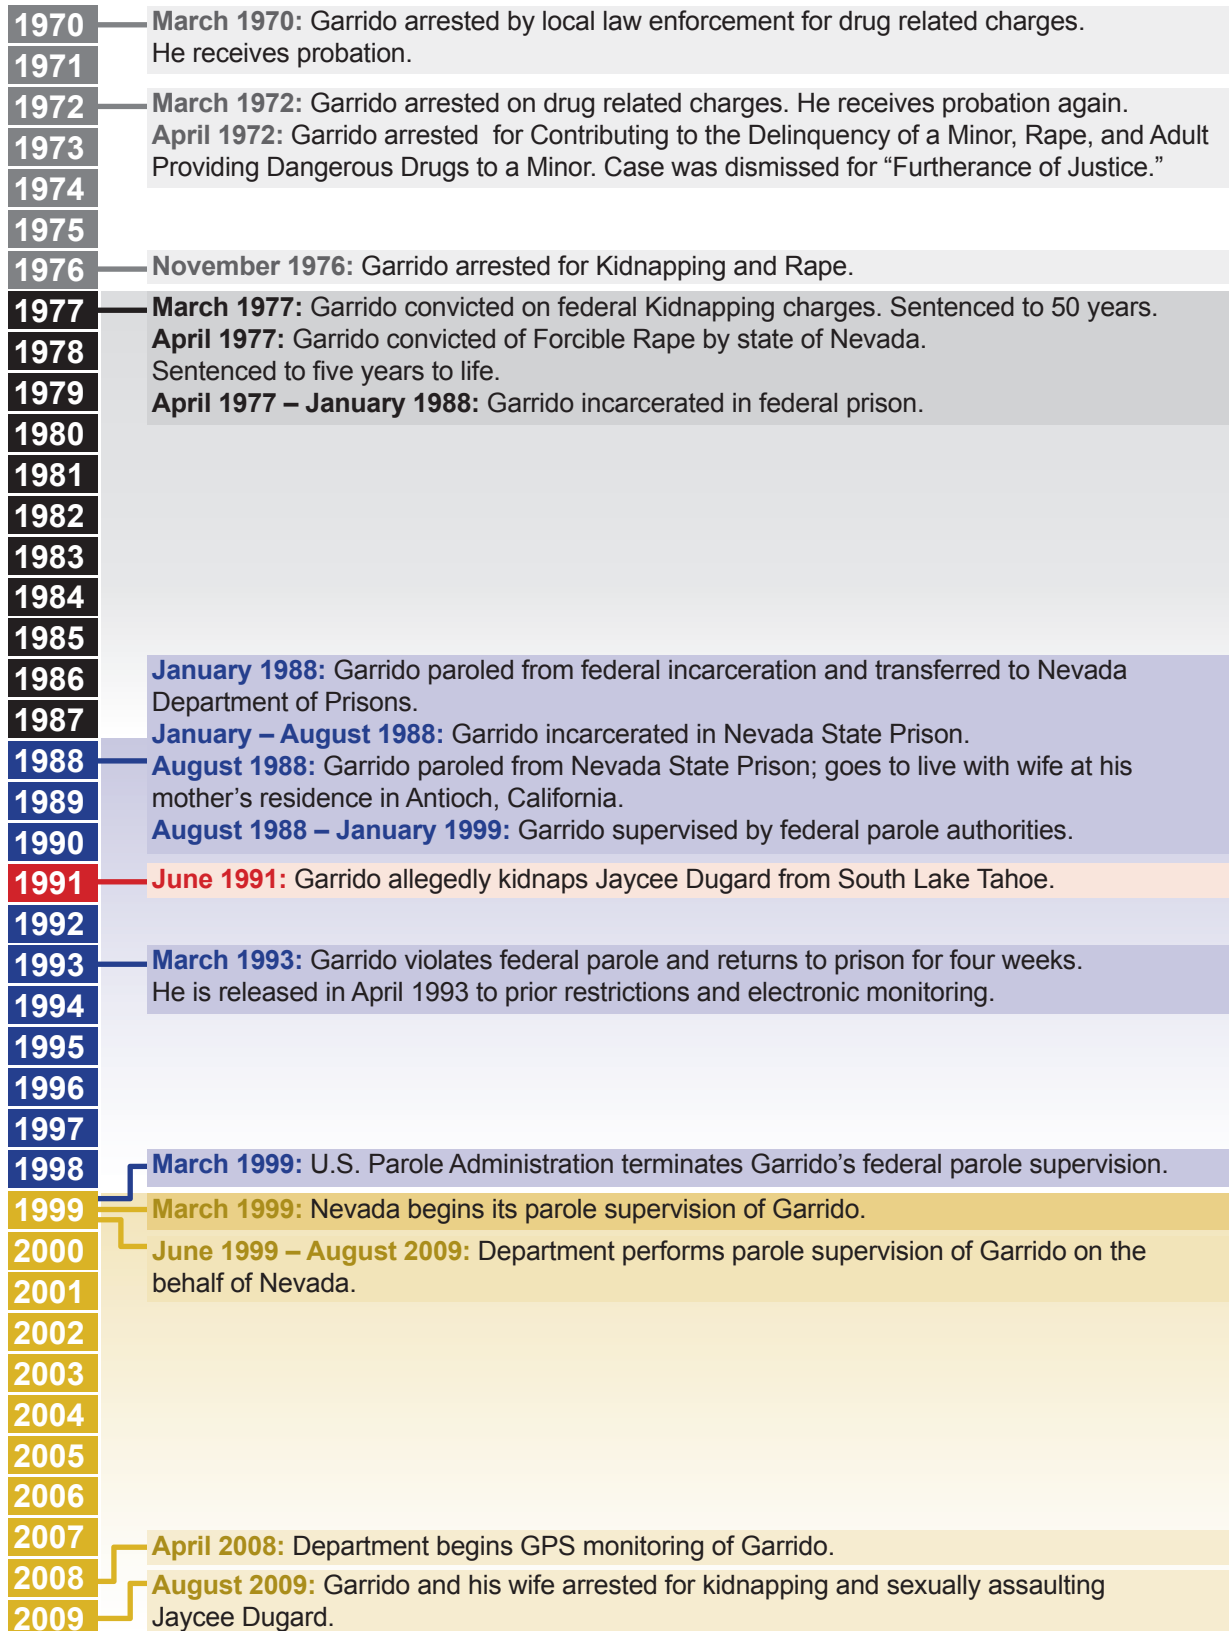 1970
1971
1972
1973
1974
1975
1976
1977
1978
1979
1980
1981
1982
1983
1984
1985
1986
1987
1988
1989
1990
1991
1992
1993
1994
1995
1996
1997
1998
1999
2000
2001
2002
2003
2004
2005
2006
2007
2008
2009
March 1970: Garrido arrested by local law enforcement for drug related charges.
He receives probation.
March 1972: Garrido arrested on drug related charges. He receives probation again.
April 1972: Garrido arrested for Contributing to the Delinquency of a Minor, Rape, and Adult
Providing Dangerous Drugs to a Minor. Case was dismissed for “Furtherance of Justice.”
November 1976: Garrido arrested for Kidnapping and Rape.
March 1977: Garrido convicted on federal Kidnapping charges. Sentenced to 50 years.
April 1977: Garrido convicted of Forcible Rape by state of Nevada.
Sentenced to five years to life.
April 1977 – January 1988: Garrido incarcerated in federal prison.
January 1988: Garrido paroled from federal incarceration and transferred to Nevada
Department of Prisons.
January – August 1988: Garrido incarcerated in Nevada State Prison.
August 1988: Garrido paroled from Nevada State Prison; goes to live with wife at his
mother’s residence in Antioch, California.
August 1988 – January 1999: Garrido supervised by federal parole authorities.
June 1991: Garrido allegedly kidnaps Jaycee Dugard from South Lake Tahoe.
March 1993: Garrido violates federal parole and returns to prison for four weeks.
He is released in April 1993 to prior restrictions and electronic monitoring.
March 1999: U.S. Parole Administration terminates Garrido’s federal parole supervision.
March 1999: Nevada begins its parole supervision of Garrido.
June 1999 – August 2009: Department performs parole supervision of Garrido on the
behalf of Nevada.
April 2008: Department begins GPS monitoring of Garrido.
August 2009: Garrido and his wife arrested for kidnapping and sexually assaulting
Jaycee Dugard.